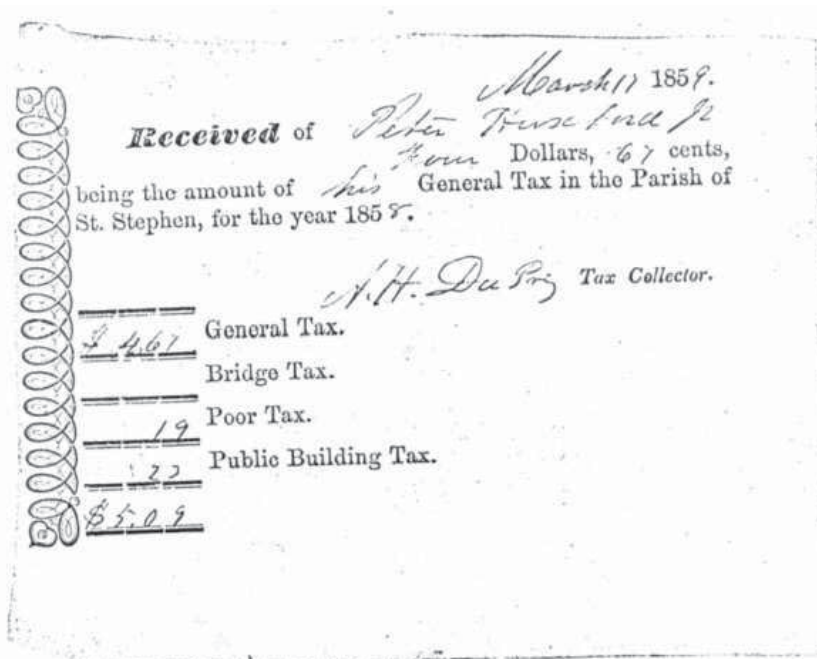 March 17 1859.
Received of Peter Jr
Four Dollars, 67 cents,
being the amount of his General Tax in the Parish of
St. Stephen, for the year 1858.
H. Tax Collector.
$ 4.67 General Tax.
Bridge Tax.
19 Poor Tax.
23 Public Building Tax.
$5.09